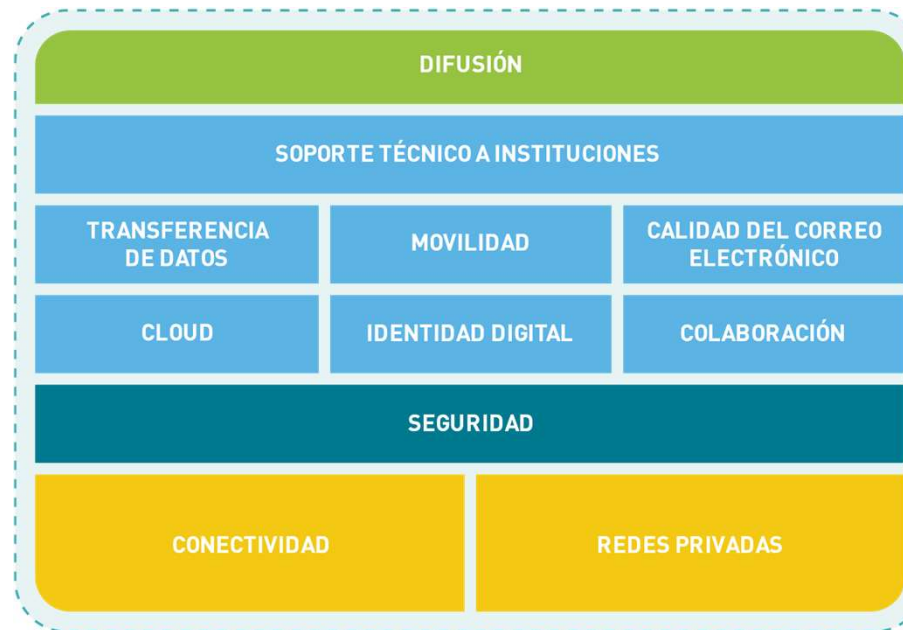 DIFUSIÓN
SOPORTE TÉCNICO A INSTITUCIONES
TRANSFERENCIA
DE DATOS
MOVILIDAD
CALIDAD DEL CORREO
ELECTRÓNICO
CLOUD
IDENTIDAD DIGITAL
COLABORACIÓN
SEGURIDAD
CONECTIVIDAD
REDES PRIVADAS